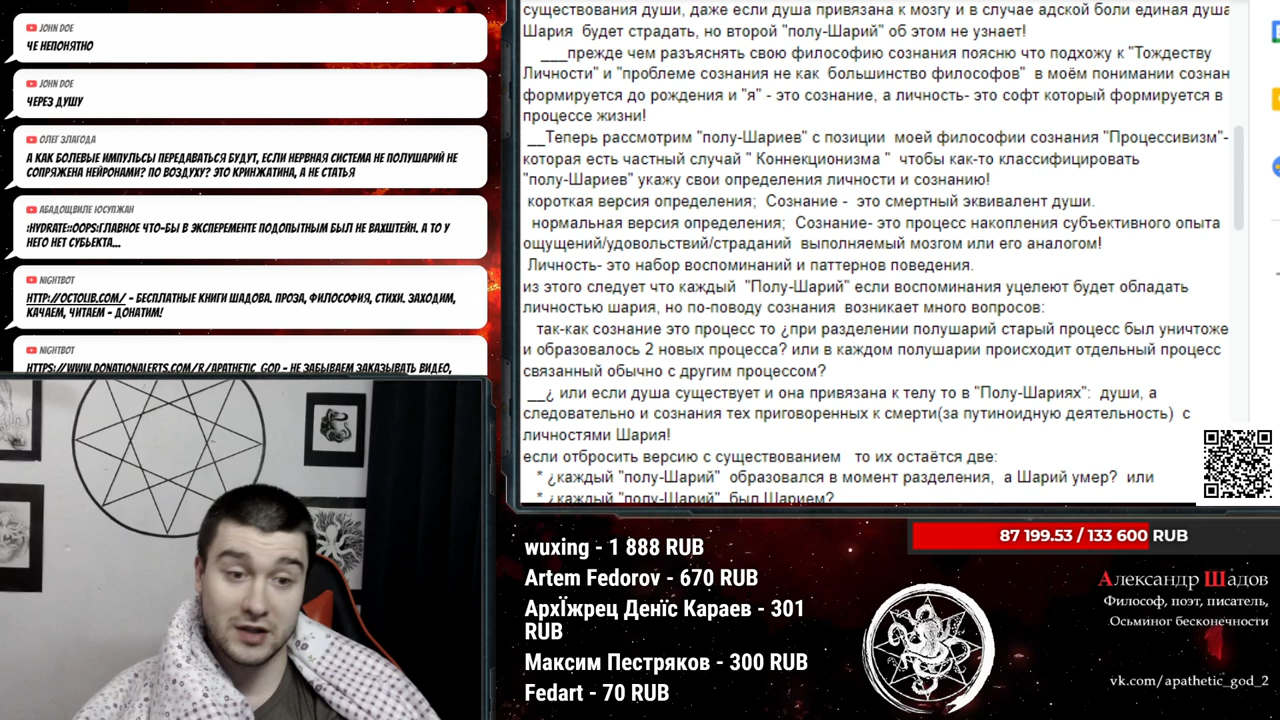 JOHN DOE
ЧЕ НЕПОНЯТНО
JOHN DOE
ЧЕРЕЗ ДУШУ
ОЛЕГ ЗЛАГОДА
А КАК БОЛЕВЫЕ ИМПУЛЬСЫ ПЕРЕДАВАТЬСЯ БУДУТ, ЕСЛИ НЕРВНАЯ СИСТЕМА НЕ ПОЛУШАРИЙ НЕ
СОПРЯЖЕНА НЕЙРОНАМИ? ПО ВОЗДУХУ? ЭТО КРИНЖАТИНА, А НЕ СТАТЬЯ
АБАДОЩВИЛЕ ЮСУПЖАН
:HYDRATE::OOPS:ГЛАВНОЕ ЧТО-БЫ В ЭКСПЕРЕМЕНТЕ ПОДОПЫТНЫМ БЫЛ НЕ ВАХШТЕЙН. А ТО У
НЕГО НЕТ СУБЬЕКТА...
NIGHTBOT
HTTP://OCTOLIB.COM/ - БЕСПЛАТНЫЕ КНИГИ ШАДОВА. ПРОЗА, ФИЛОСОФИЯ, СТИХИ. ЗАХОДИМ,
КАЧАЕМ, ЧИТАЕМ - ДОНАТИМ!
NIGHTBOT
HTTPS://WWW.DONATIONALERTS.COM/R/APATHETIC_GOD - НЕ ЗАБЫВАЕМ ЗАКАЗЫВАТЬ ВИДЕО,
существования души, даже если душа привязана к мозгу и в случае адской боли единая душа
Шария будет страдать, но второй "полу-Шарий" об этом не узнает!
___прежде чем разъяснять свою философию сознания поясню что подхожу к "Тождеству
Личности" и "проблеме сознания не как большинство философов" в моём понимании сознан
формируется до рождения и "я" - это сознание, а личность- это софт который формируется в
процессе жизни!
__Теперь рассмотрим "полу-Шариев" с позиции моей философии сознания "Процессивизм"-
которая есть частный случай " Коннекционизма " чтобы как-то классифицировать
"полу-Шариев" укажу свои определения личности и сознанию!
короткая версия определения; Сознание - это смертный эквивалент души.
нормальная версия определения; Сознание- это процесс накопления субъективного опыта
ощущений/удовольствий/страданий выполняемый мозгом или его аналогом!
Личность- это набор воспоминаний и паттернов поведения.
из этого следует что каждый "Полу-Шарий" если воспоминания уцелеют будет обладать
личностью шария, но по-поводу сознания возникает много вопросов:
так-как сознание это процесс то ¿при разделении полушарий старый процесс был уничтоже
и образовалось 2 новых процесса? или в каждом полушарии происходит отдельный процесс
связанный обычно с другим процессом?
__¿ или если душа существует и она привязана к телу то в "Полу-Шариях": души, а
следовательно и сознания тех приговоренных к смерти(за путиноидную деятельность) с
личностями Шария!
если отбросить версию с существованием то их остаётся две:
* ¿каждый "полу-Шарий" образовался в момент разделения, а Шарий умер? или
* ¿каждый "полу-Шарий" был Шарием?
87 199.53 / 133 600 RUB
wuxing - 1 888 RUB
Artem Fedorov - 670 RUB
АрхЇжрец Денїс Караев - 301
RUB
Максим Пестряков - 300 RUB
Fedart - 70 RUB
Александр Шадов
Философ, поэт, писатель,
Осьминог бесконечности
vk.com/apathetic_god_2